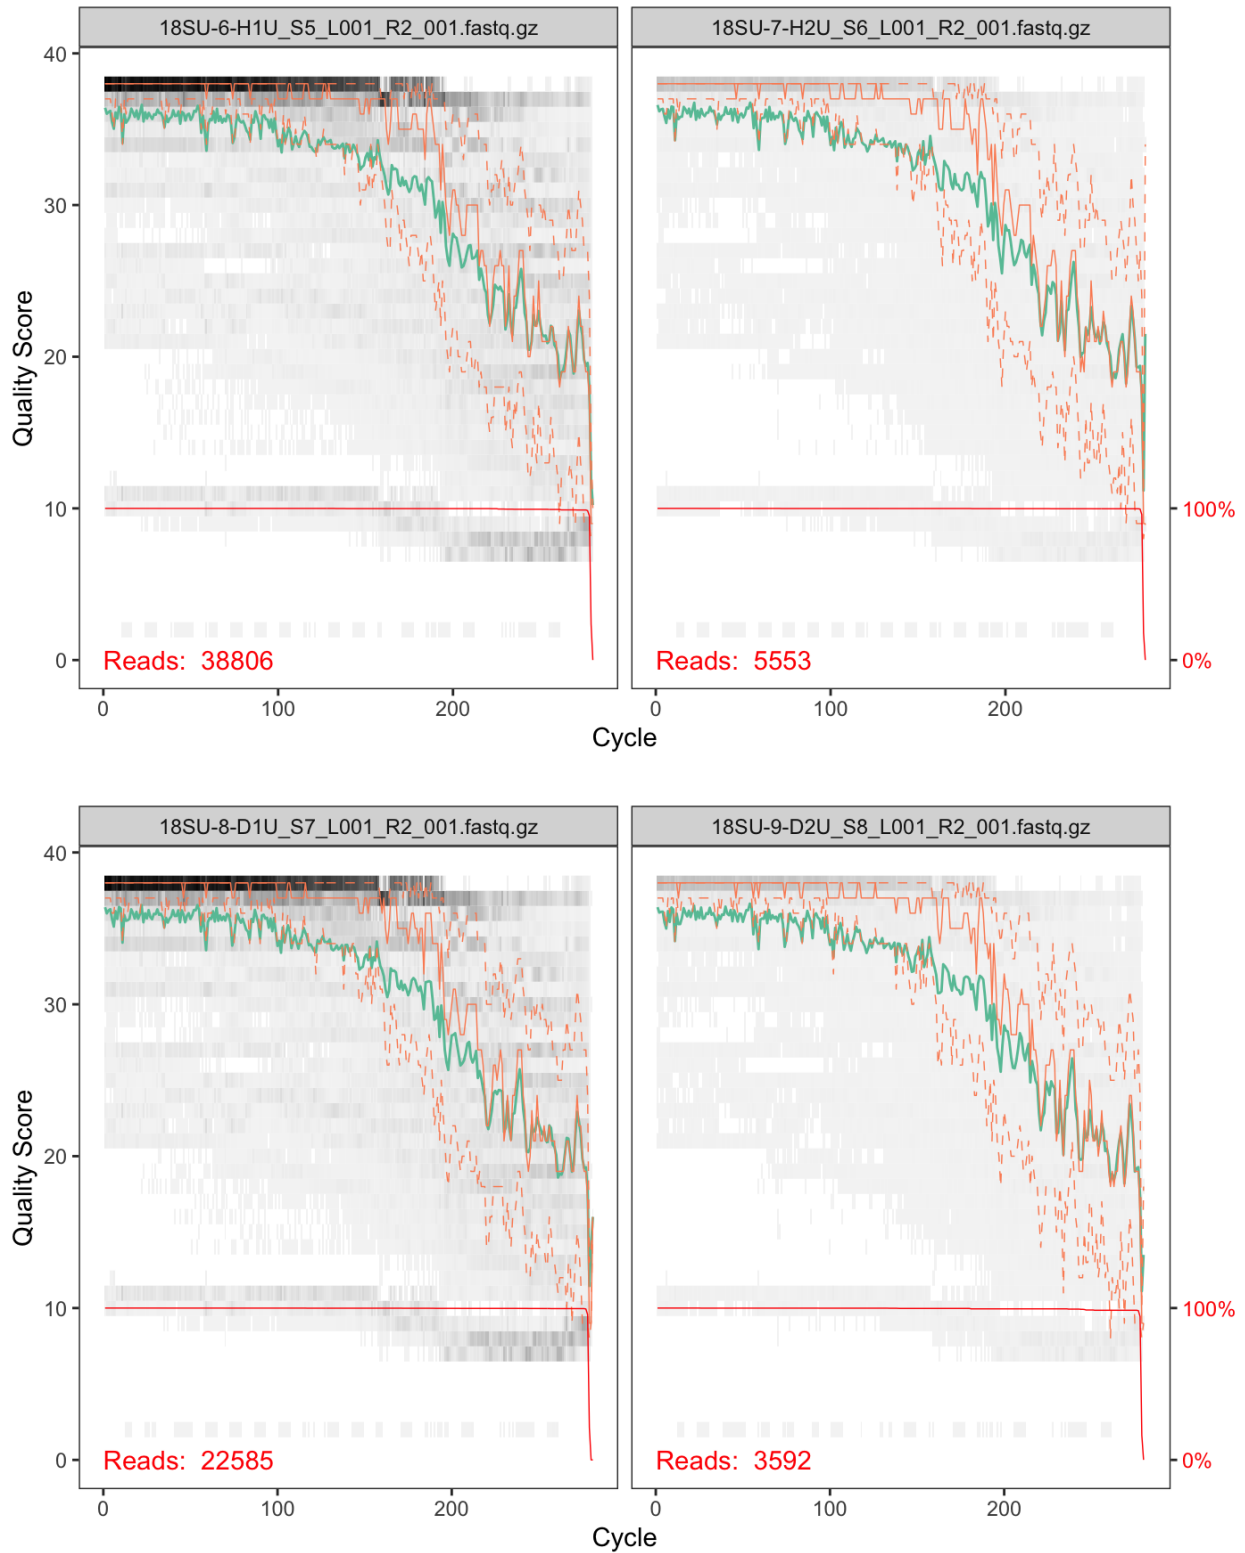 18SU-6-H1U_S5_L001_R2_001.fastq.gz
18SU-7-H2U_S6_L001_R2_001.fastq.gz
40
30
20
10
0
Quality Score
Reads: 38806
Reads: 5553
100%
0%
0 100 200
0 100 200
Cycle
18SU-8-D1U_S7_L001_R2_001.fastq.gz
18SU-9-D2U_S8_L001_R2_001.fastq.gz
40
30
20
10
0
Quality Score
Reads: 22585
Reads: 3592
100%
0%
0 100 200
0 100 200
Cycle